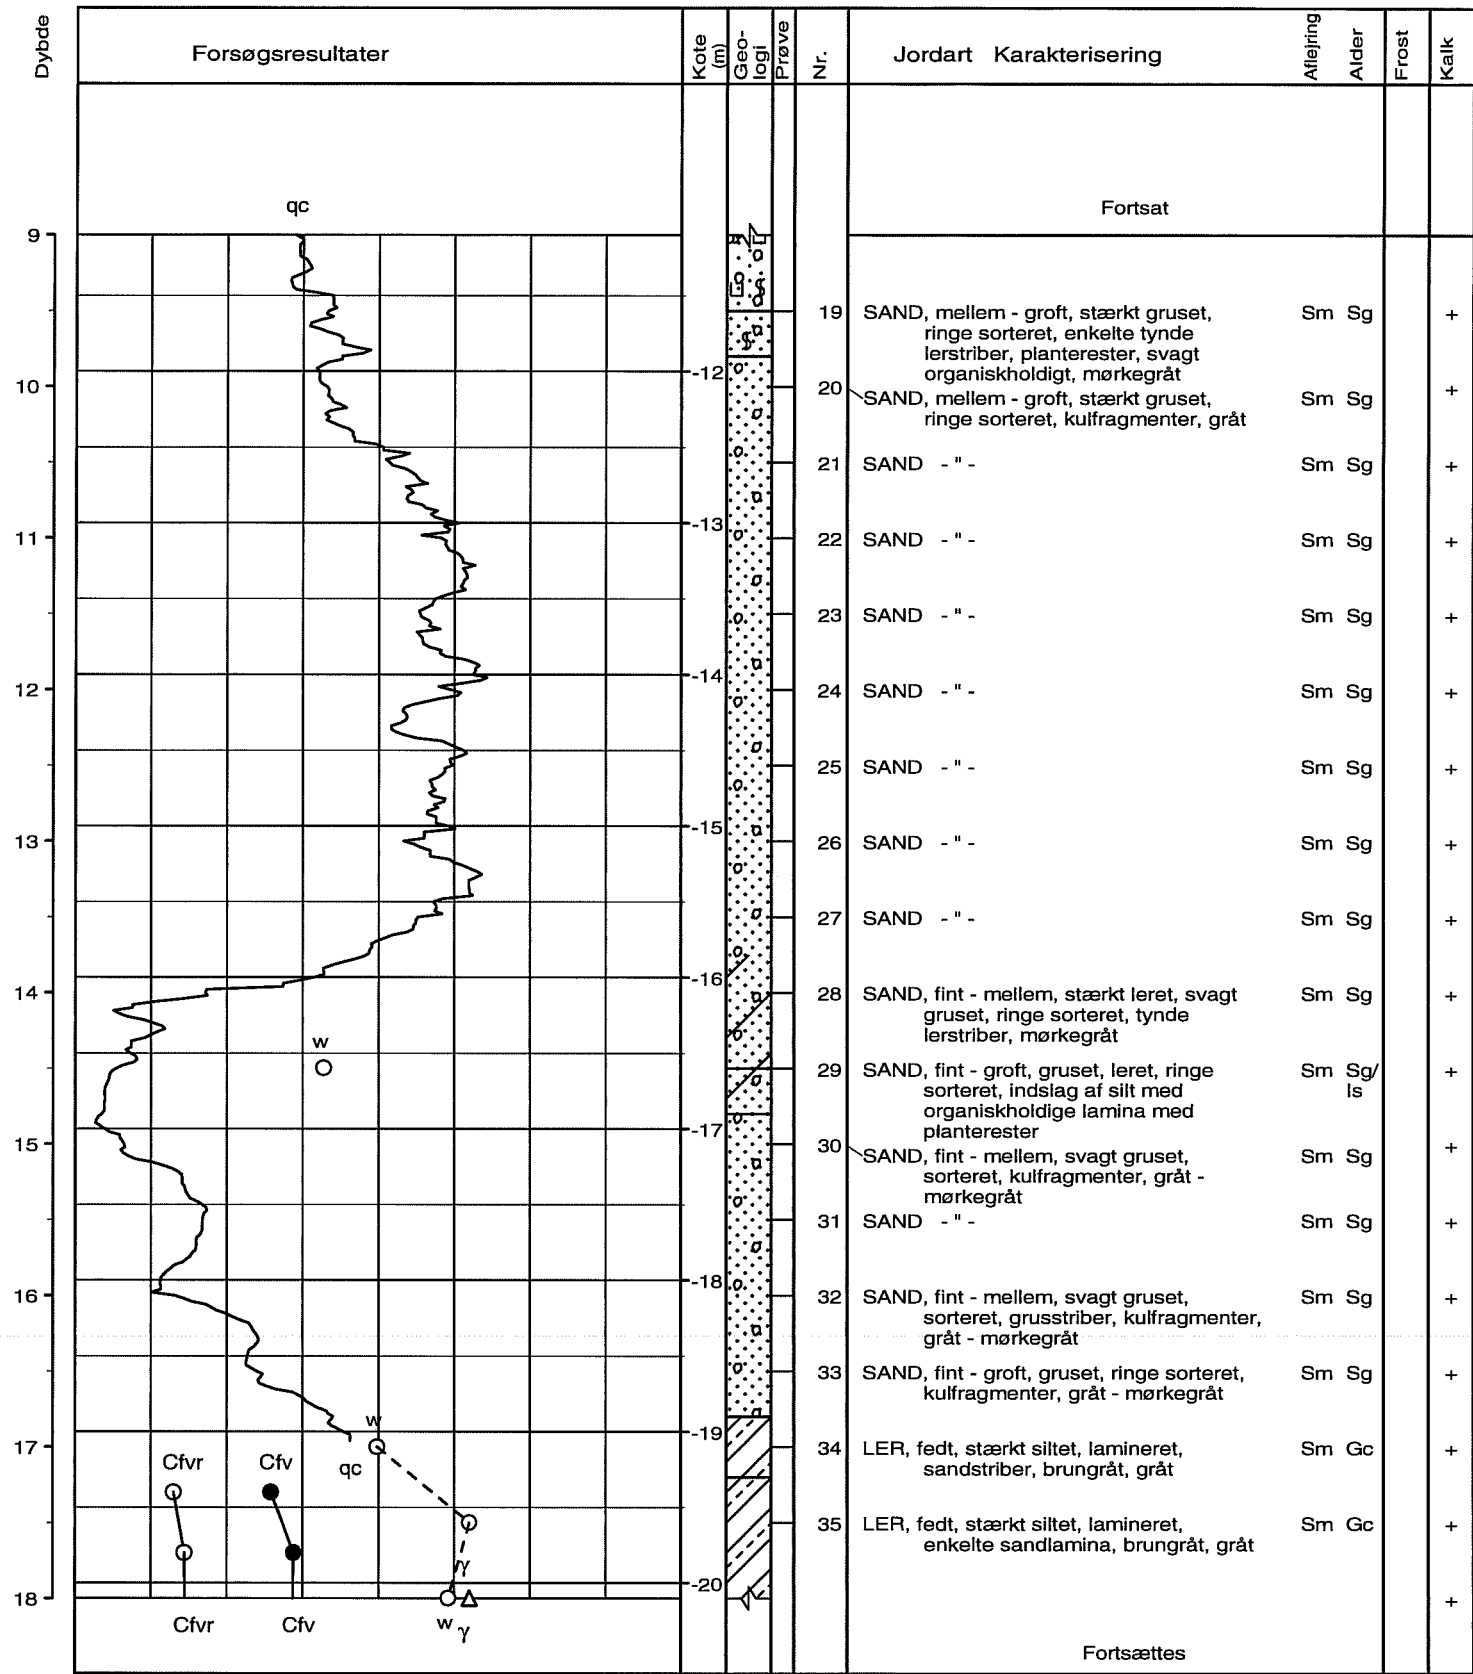 Dybde
Forsøgsresultater
Kote (m)
Geo-
logi
Prøve
Nr.
Jordart Karakterisering
Aflejring
Alder
Frost
Kalk
qc
Fortsat
9
19 SAND, mellem - groft, stærkt gruset, Sm Sg +
ringe sorteret, enkelte tynde
lerstriber, planterester, svagt
organiskholdigt, mørkegråt
-12
10
20 SAND, mellem - groft, stærkt gruset, Sm Sg +
ringe sorteret, kulfragmenter, gråt
21 SAND - " - Sm Sg +
-13
11
22 SAND - " - Sm Sg +
23 SAND - " - Sm Sg +
-14
12
24 SAND - " - Sm Sg +
25 SAND - " - Sm Sg +
-15
13
26 SAND - " - Sm Sg +
27 SAND - " - Sm Sg +
-16
14
28 SAND, fint - mellem, stærkt leret, svagt Sm Sg +
gruset, ringe sorteret, tynde
lerstriber, mørkegråt
w
29 SAND, fint - groft, gruset, leret, ringe Sm Sg/ +
sorteret, indslag af silt med Is
organiskholdige lamina med
planterester
-17
15
30 SAND, fint - mellem, svagt gruset, Sm Sg +
sorteret, kulfragmenter, gråt -
mørkegråt
31 SAND - " - Sm Sg +
-18
16
32 SAND, fint - mellem, svagt gruset, Sm Sg +
sorteret, grusstriber, kulfragmenter,
gråt - mørkegråt
33 SAND, fint - groft, gruset, ringe sorteret, Sm Sg +
kulfragmenter, gråt - mørkegråt
w
-19
17
34 LER, fedt, stærkt siltet, lamineret, Sm Gc +
sandstriber, brungråt, gråt
Cfvr Cfv qc
35 LER, fedt, stærkt siltet, lamineret, Sm Gc +
enkelte sandlamina, brungråt, gråt
γ
-20
18
+
Cfvr Cfv w γ
Fortsættes